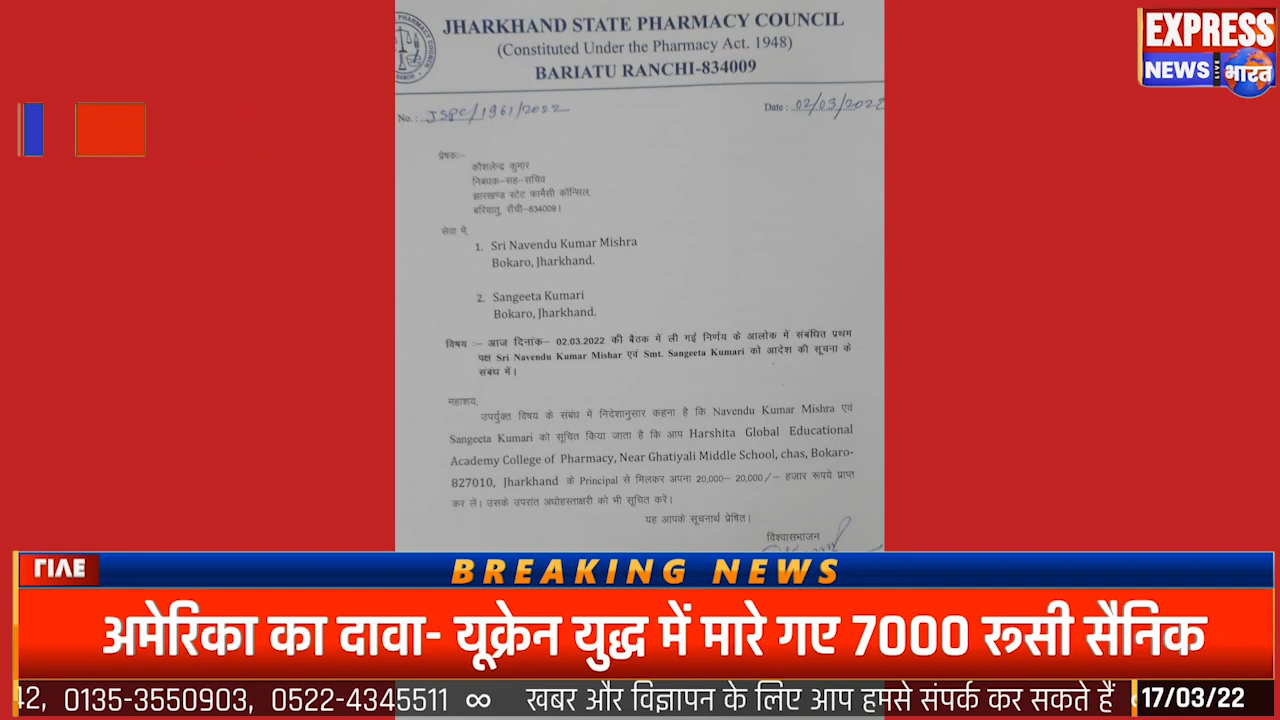 JHARKHAND STATE PHARMACY COUNCIL
(Constituted Under the Pharmacy Act. 1948)
BARIATU RANCHI-834009
No. : JSPC/1961/2022
Date : 02/03/2022
प्रेषकः-
कौशलेन्द्र कुमार
निबंधक-सह-सचिव
झारखण्ड स्टेट फार्मेसी कॉन्सिल,
बरियातु, राँची-834009।
सेवा में,
1. Sri Navendu Kumar Mishra
Bokaro, Jharkhand.
2. Sangeeta Kumari
Bokaro, Jharkhand.
विषय :- आज दिनांक- 02.03.2022 की बैठक में ली गई निर्णय के आलोक में संबंधित प्रथम
पक्ष Sri Navendu Kumar Mishar एवं Smt. Sangeeta Kumari को आदेश की सूचना के
संबंध में।
महाशय,
उपर्युक्त विषय के संबंध में निदेशानुसार कहना है कि Navendu Kumar Mishra एवं
Sangeeta Kumari को सूचित किया जाता है कि आप Harshita Global Educational
Academy College of Pharmacy, Near Ghatiyali Middle School, chas, Bokaro-
827010, Jharkhand के Principal से मिलकर अपना 20,000- 20,000/- हजार रूपये प्राप्त
कर लें। उसके उपरांत अधोहस्ताक्षरी को भी सूचित करें।
यह आपके सूचनार्थ प्रेषित।
विश्वासभाजन
EXPRESS
NEWS LIVE भारत
BREAKING NEWS
अमेरिका का दावा- यूक्रेन युद्ध में मारे गए 7000 रूसी सैनिक
42, 0135-3550903, 0522-4345511 ∞ खबर और विज्ञापन के लिए आप हमसे संपर्क कर सकते हैं
17/03/22